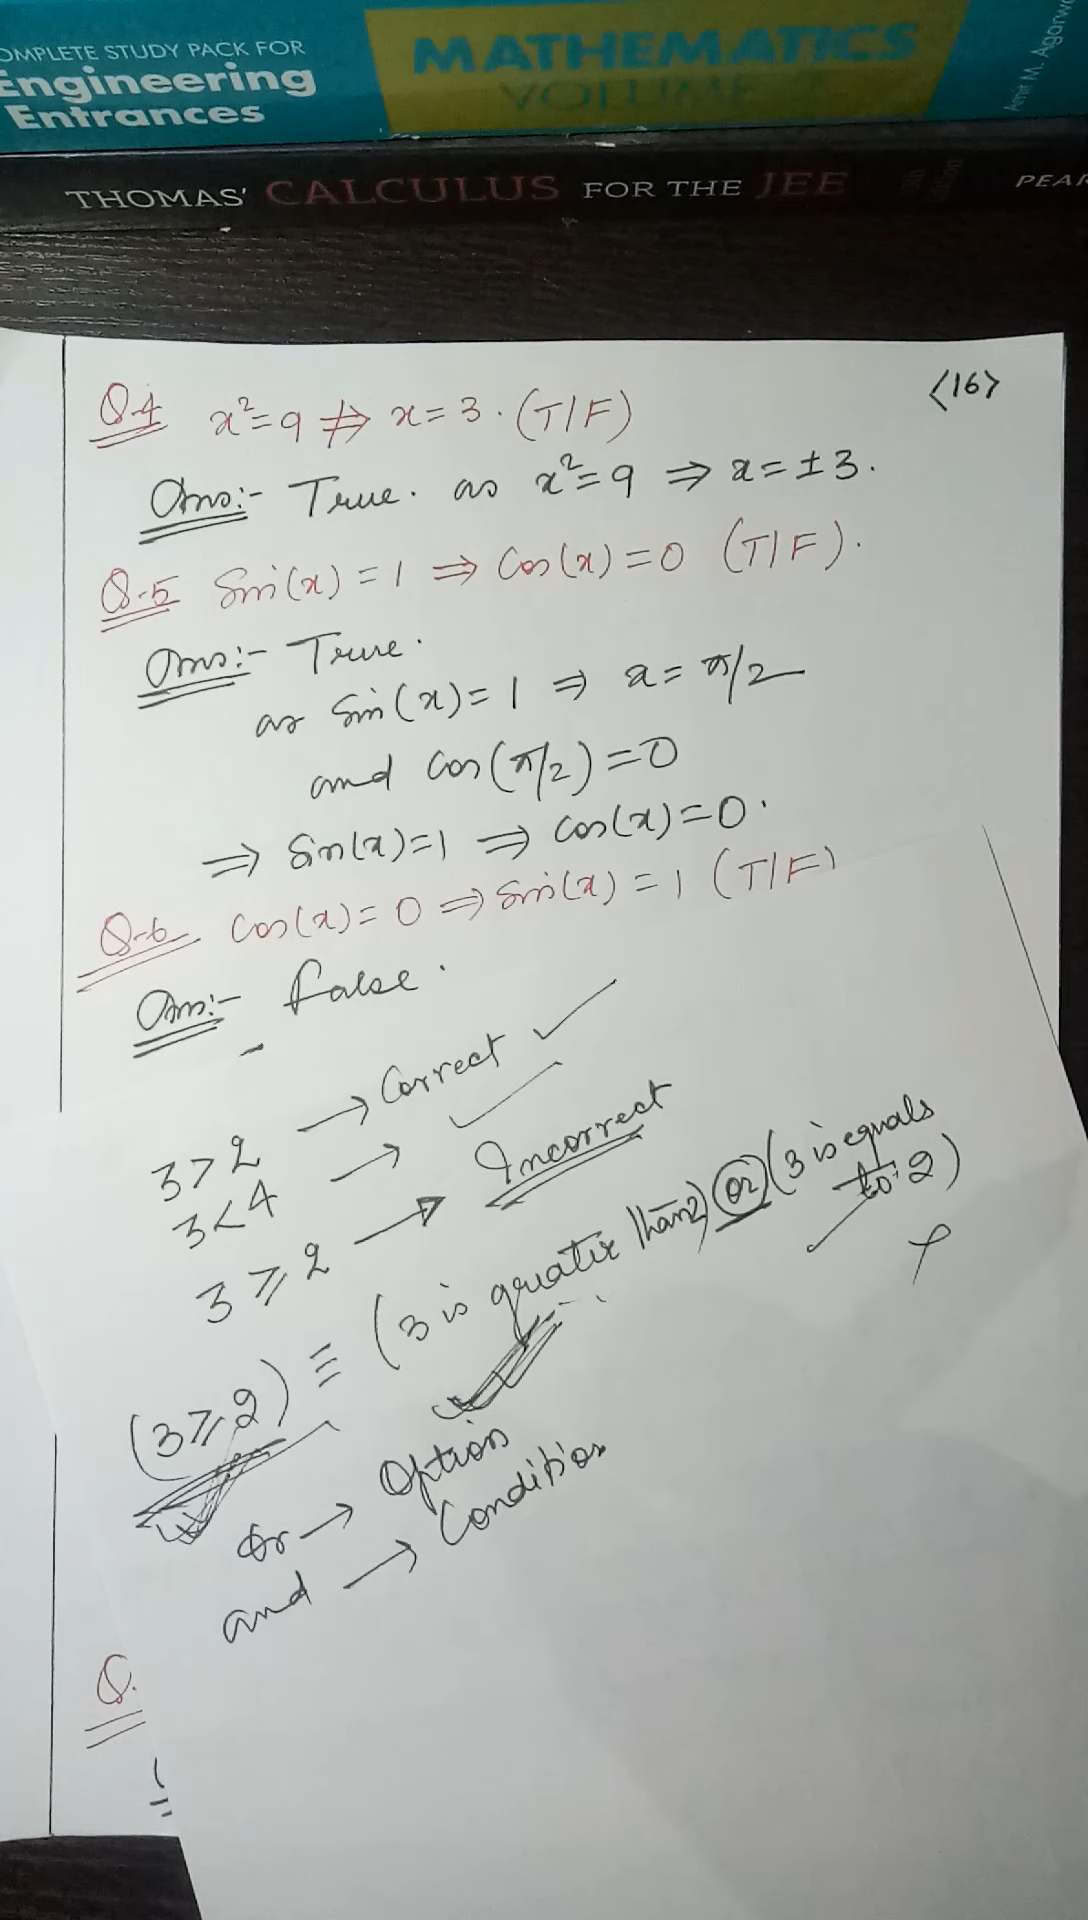 COMPLETE STUDY PACK FOR
Engineering
Entrances
MATHEMATICS
VOLUME
Amit M. Agarwal
THOMAS' CALCULUS FOR THE JEE
PEAR
<16>
Q-4 x²=9 ⇏ x=3. (T/F)
Ans:- True. as x²=9 ⇒ x=±3.
Q-5 Sin(x)=1 ⇒ Cos(x)=0 (T/F).
Ans:- True.
as Sin(x)=1 ⇒ x=π/2
and Cos(π/2)=0
⇒ Sin(x)=1 ⇒ Cos(x)=0.
Q-6 Cos(x)=0 ⇒ Sin(x)=1 (T/F)
Ans:- False.
3>2 → Correct ✓
3<4 → ✓
3⩾2 → Incorrect
(3⩾2) ≡ (3 is greater than 2) or (3 is equals to 2)
Or → Option
and → Condition
Q.